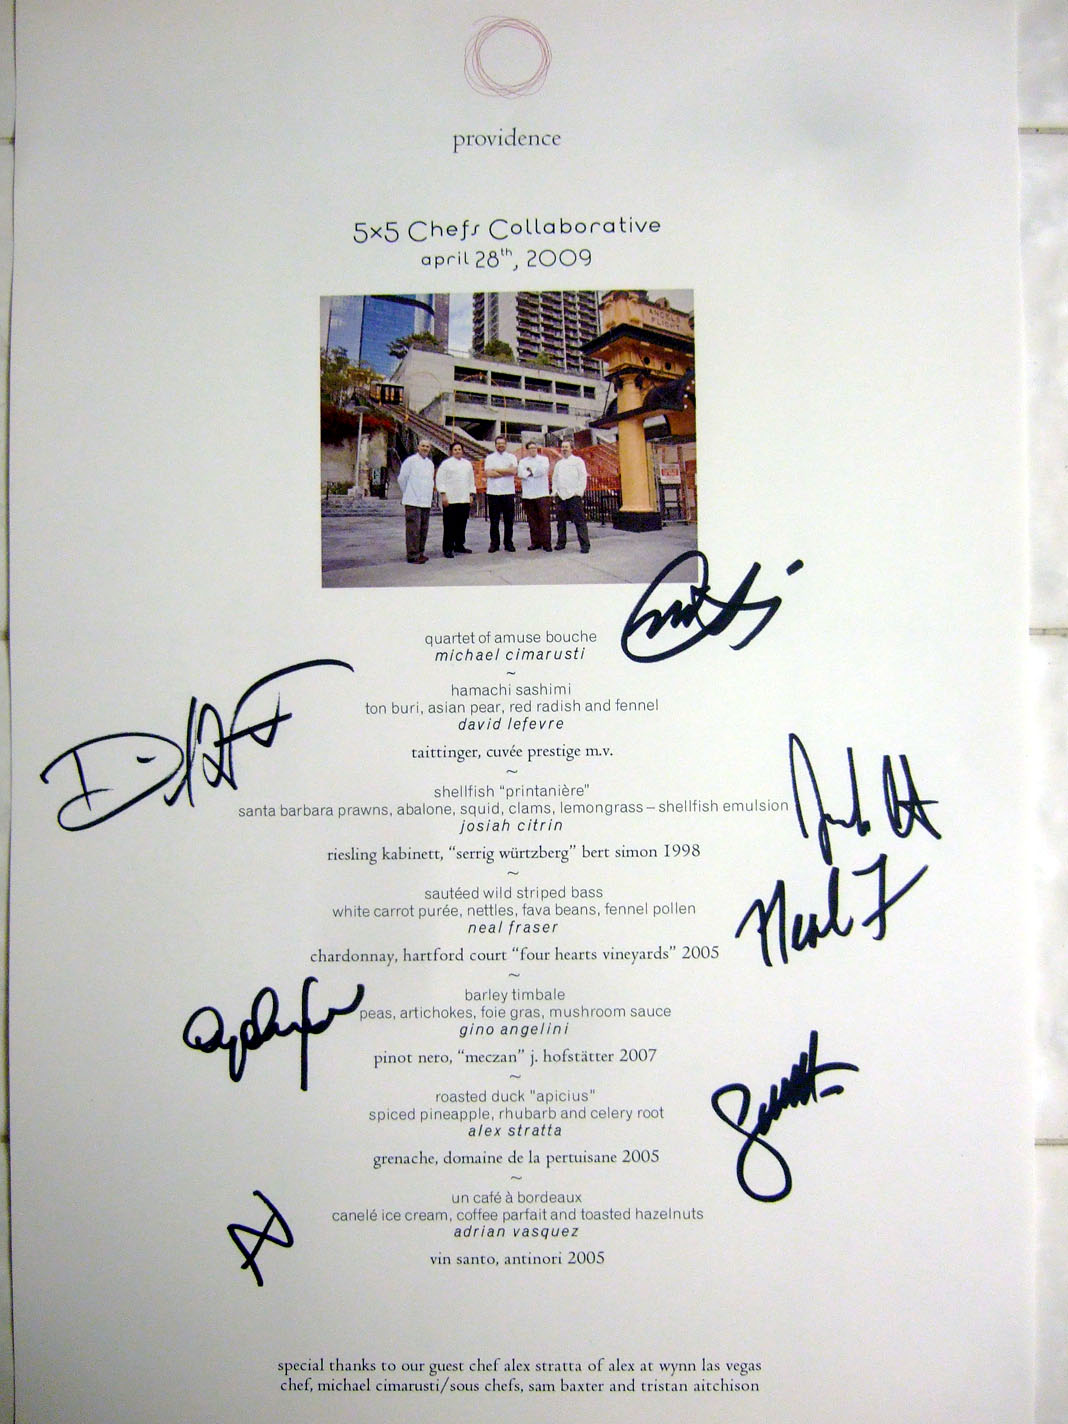 providence
5x5 Chefs Collaborative
april 28th, 2009
ANGELS
FLIGHT
quartet of amuse bouche
michael cimarusti
~
hamachi sashimi
ton buri, asian pear, red radish and fennel
david lefevre
taittinger, cuvée prestige m.v.
~
shellfish "printanière"
santa barbara prawns, abalone, squid, clams, lemongrass – shellfish emulsion
josiah citrin
riesling kabinett, "serrig würtzberg" bert simon 1998
~
sautéed wild striped bass
white carrot purée, nettles, fava beans, fennel pollen
neal fraser
Neal F
chardonnay, hartford court "four hearts vineyards" 2005
~
barley timbale
peas, artichokes, foie gras, mushroom sauce
gino angelini
pinot nero, "meczan" j. hofstätter 2007
~
roasted duck "apicius"
spiced pineapple, rhubarb and celery root
alex stratta
grenache, domaine de la pertuisane 2005
~
un café à bordeaux
canelé ice cream, coffee parfait and toasted hazelnuts
adrian vasquez
vin santo, antinori 2005
special thanks to our guest chef alex stratta of alex at wynn las vegas
chef, michael cimarusti/sous chefs, sam baxter and tristan aitchison